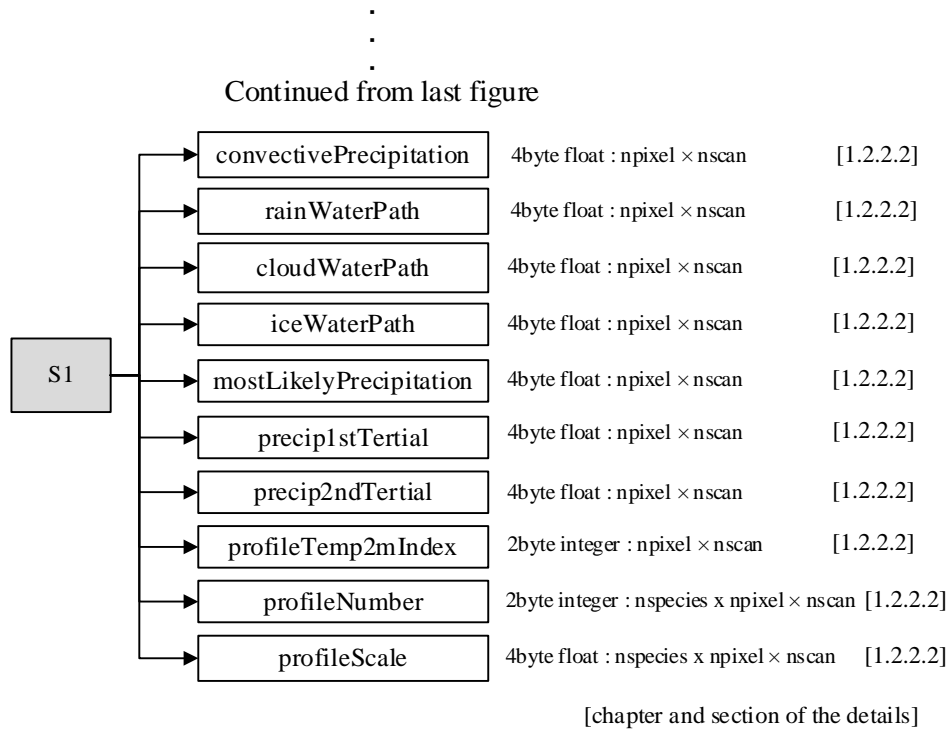 .
.
.
Continued from last figure
convectivePrecipitation 4byte float : npixel × nscan [1.2.2.2]
rainWaterPath 4byte float : npixel × nscan [1.2.2.2]
cloudWaterPath 4byte float : npixel × nscan [1.2.2.2]
iceWaterPath 4byte float : npixel × nscan [1.2.2.2]
S1
mostLikelyPrecipitation 4byte float : npixel × nscan [1.2.2.2]
precip1stTertial 4byte float : npixel × nscan [1.2.2.2]
precip2ndTertial 4byte float : npixel × nscan [1.2.2.2]
profileTemp2mIndex 2byte integer : npixel × nscan [1.2.2.2]
profileNumber 2byte integer : nspecies x npixel × nscan [1.2.2.2]
profileScale 4byte float : nspecies x npixel × nscan [1.2.2.2]
[chapter and section of the details]